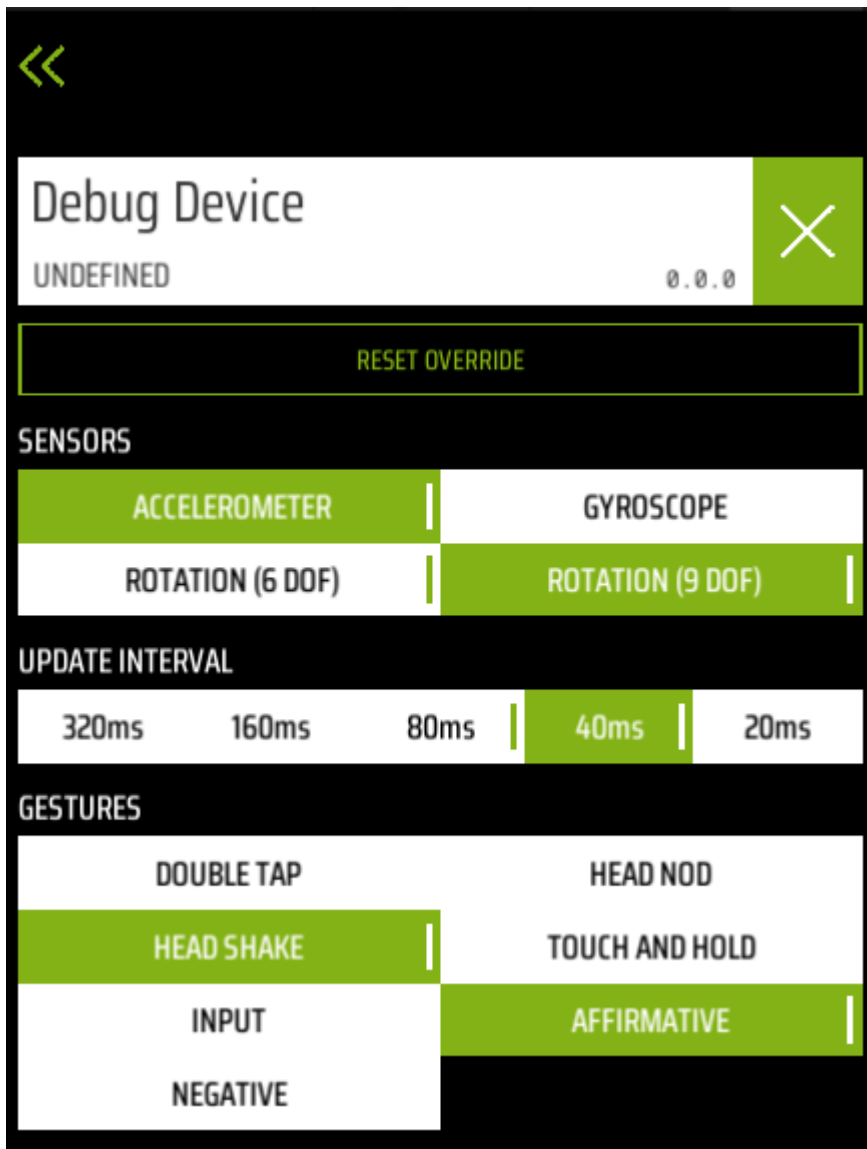 Debug Device
UNDEFINED 0.0.0
RESET OVERRIDE
SENSORS
ACCELEROMETER GYROSCOPE
ROTATION (6 DOF) ROTATION (9 DOF)
UPDATE INTERVAL
320ms 160ms 80ms 40ms 20ms
GESTURES
DOUBLE TAP HEAD NOD
HEAD SHAKE TOUCH AND HOLD
INPUT AFFIRMATIVE
NEGATIVE